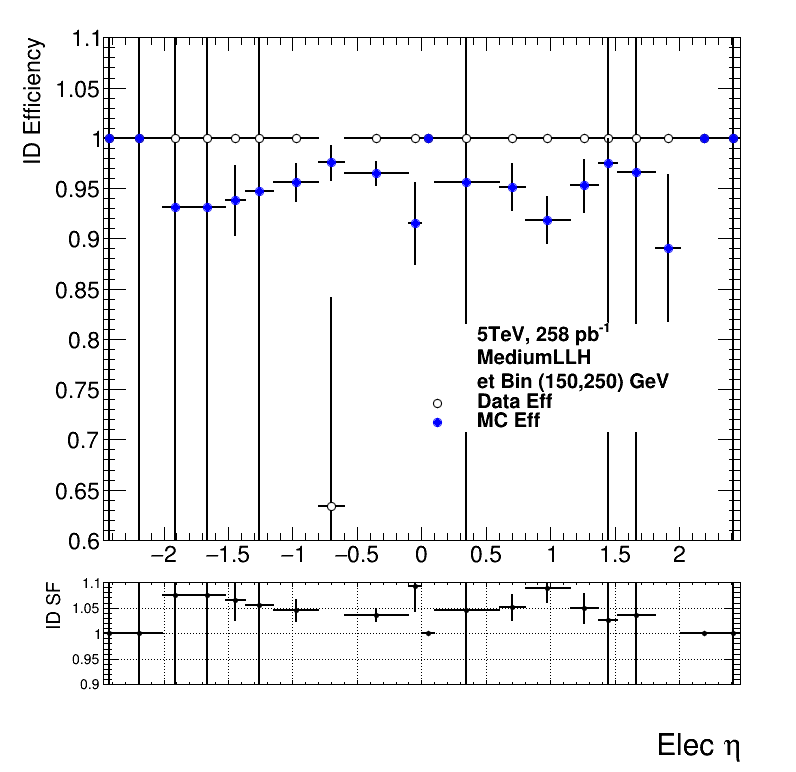 ID Efficiency
1.1
1.05
1
0.95
0.9
0.85
0.8
0.75
0.7
0.65
0.6
5TeV, 258 pb⁻¹
MediumLLH
et Bin (150,250) GeV
Data Eff
MC Eff
−2 −1.5 −1 −0.5 0 0.5 1 1.5 2
ID SF
1.1
1.05
1
0.95
0.9
Elec η